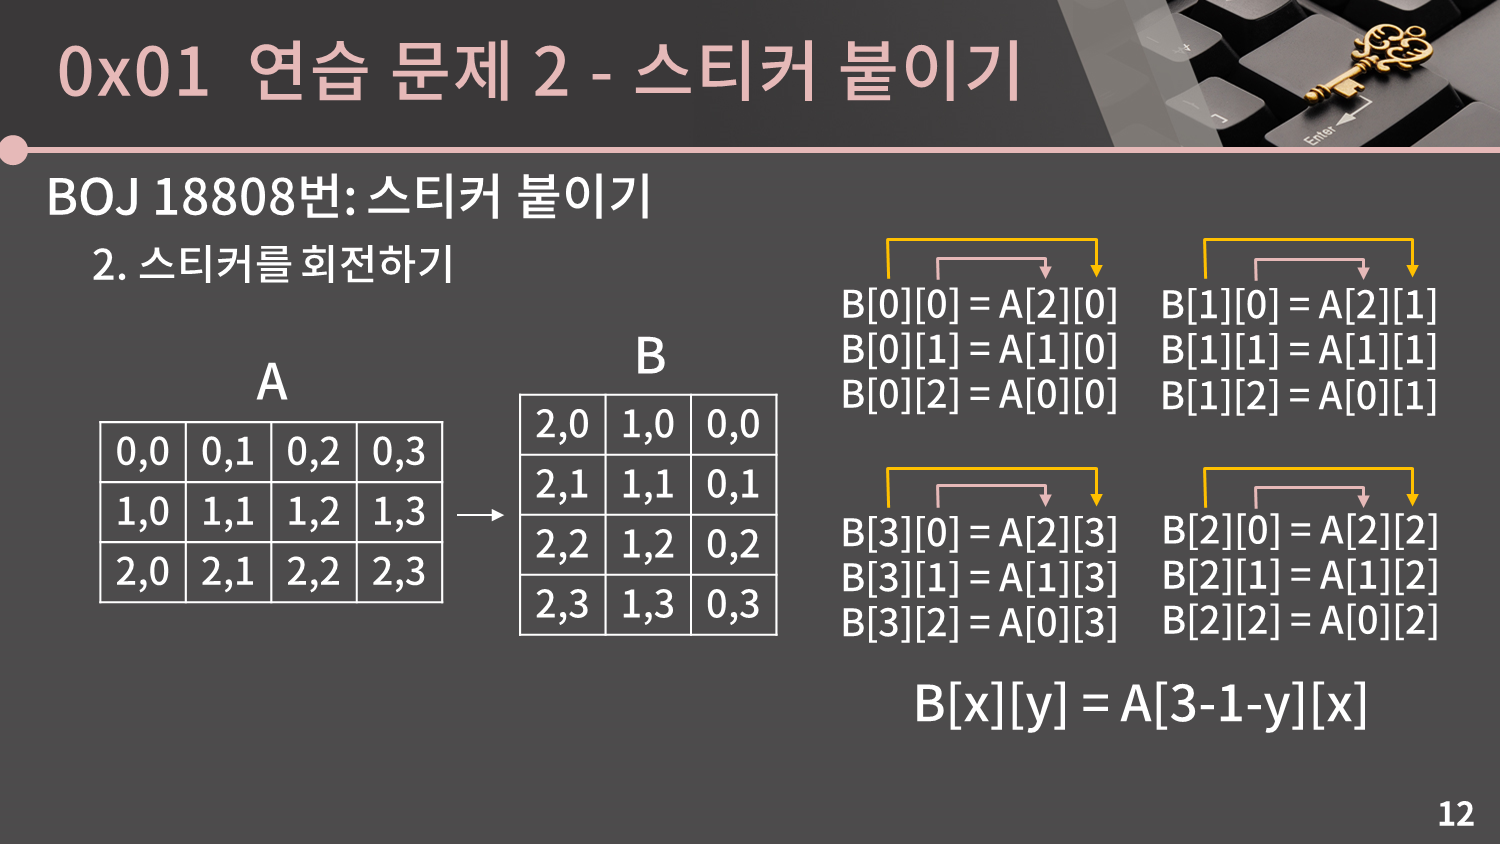 0x01 연습 문제 2 - 스티커 붙이기
BOJ 18808번: 스티커 붙이기
2. 스티커를 회전하기
A
0,0 0,1 0,2 0,3
1,0 1,1 1,2 1,3
2,0 2,1 2,2 2,3
B
2,0 1,0 0,0
2,1 1,1 0,1
2,2 1,2 0,2
2,3 1,3 0,3
B[0][0] = A[2][0]
B[0][1] = A[1][0]
B[0][2] = A[0][0]
B[1][0] = A[2][1]
B[1][1] = A[1][1]
B[1][2] = A[0][1]
B[3][0] = A[2][3]
B[3][1] = A[1][3]
B[3][2] = A[0][3]
B[2][0] = A[2][2]
B[2][1] = A[1][2]
B[2][2] = A[0][2]
B[x][y] = A[3-1-y][x]
Enter
12